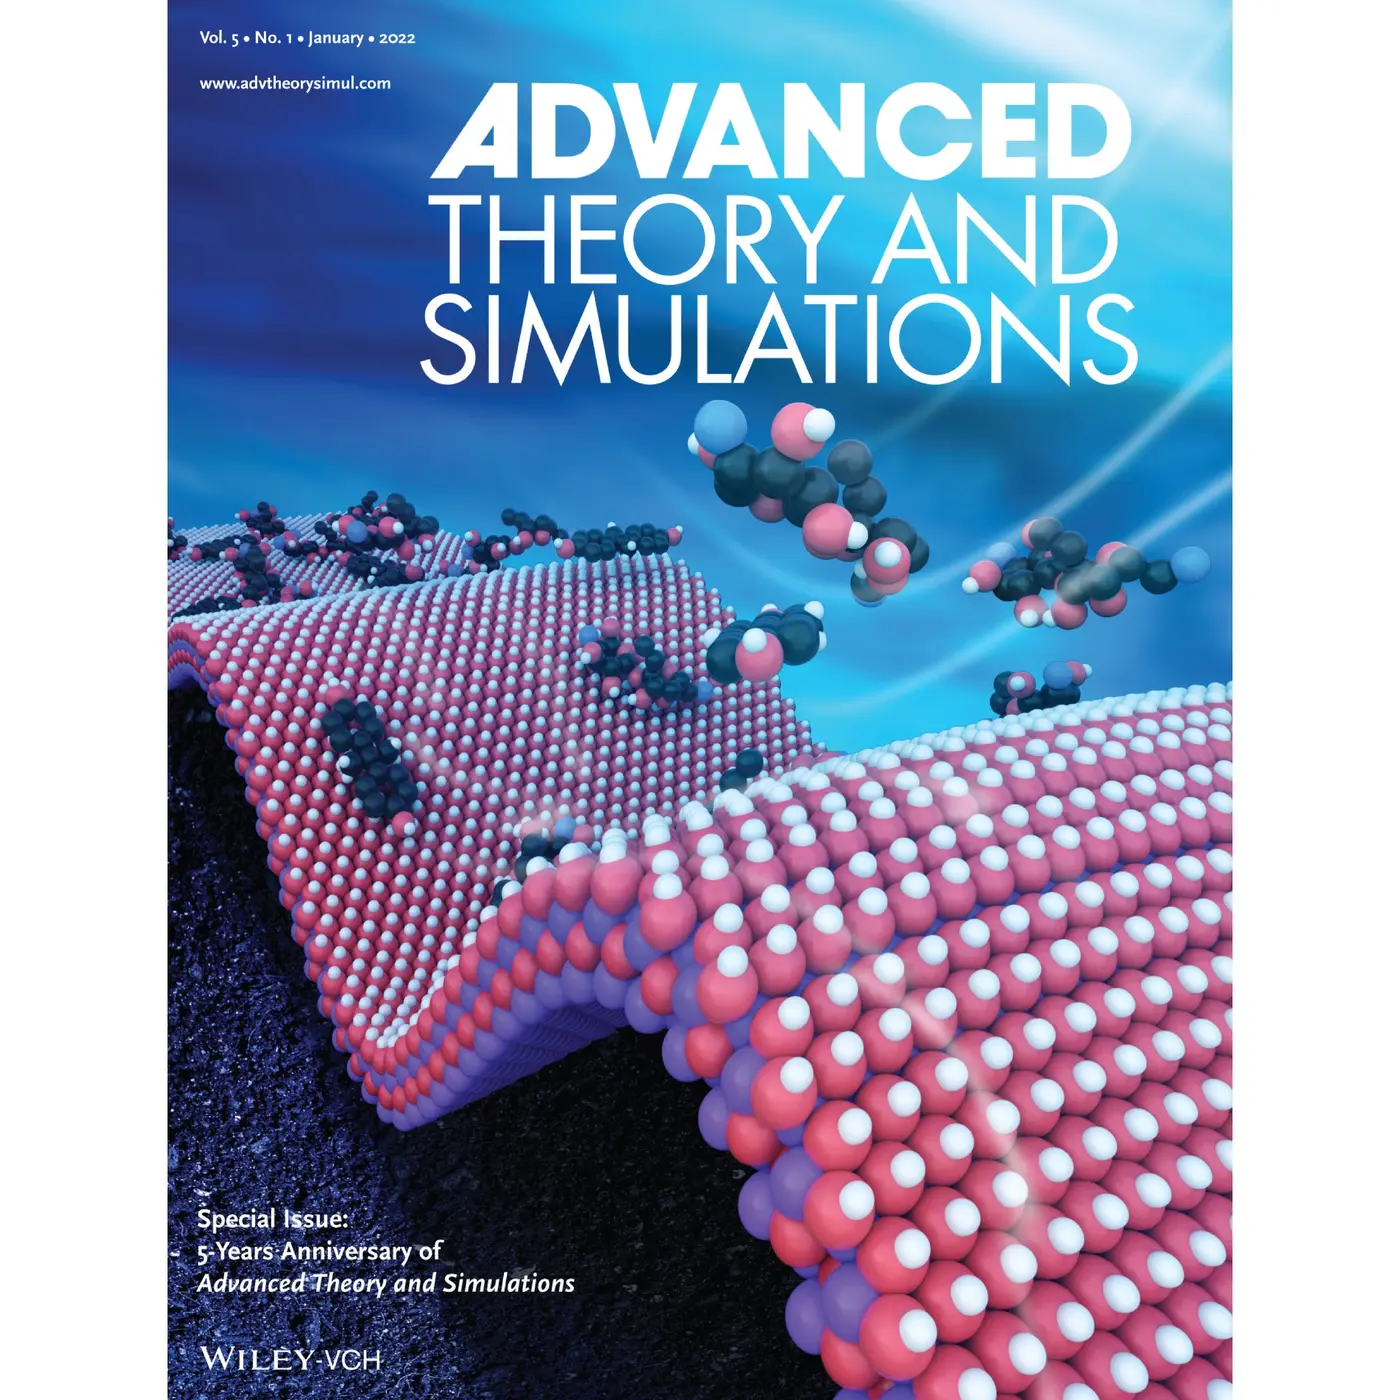 Vol. 5 • No. 1 • January • 2022
www.advtheorysimul.com
ADVANCED
THEORY AND
SIMULATIONS
Special Issue:
5-Years Anniversary of
Advanced Theory and Simulations
WILEY-VCH